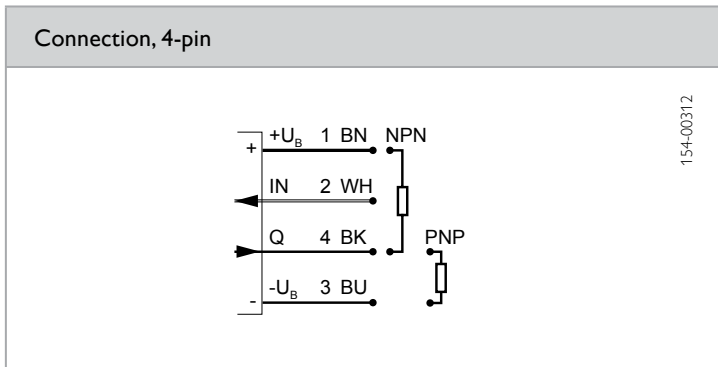 Connection, 4-pin
154-00312
+ +U_B 1 BN NPN
IN 2 WH
Q 4 BK PNP
- -U_B 3 BU